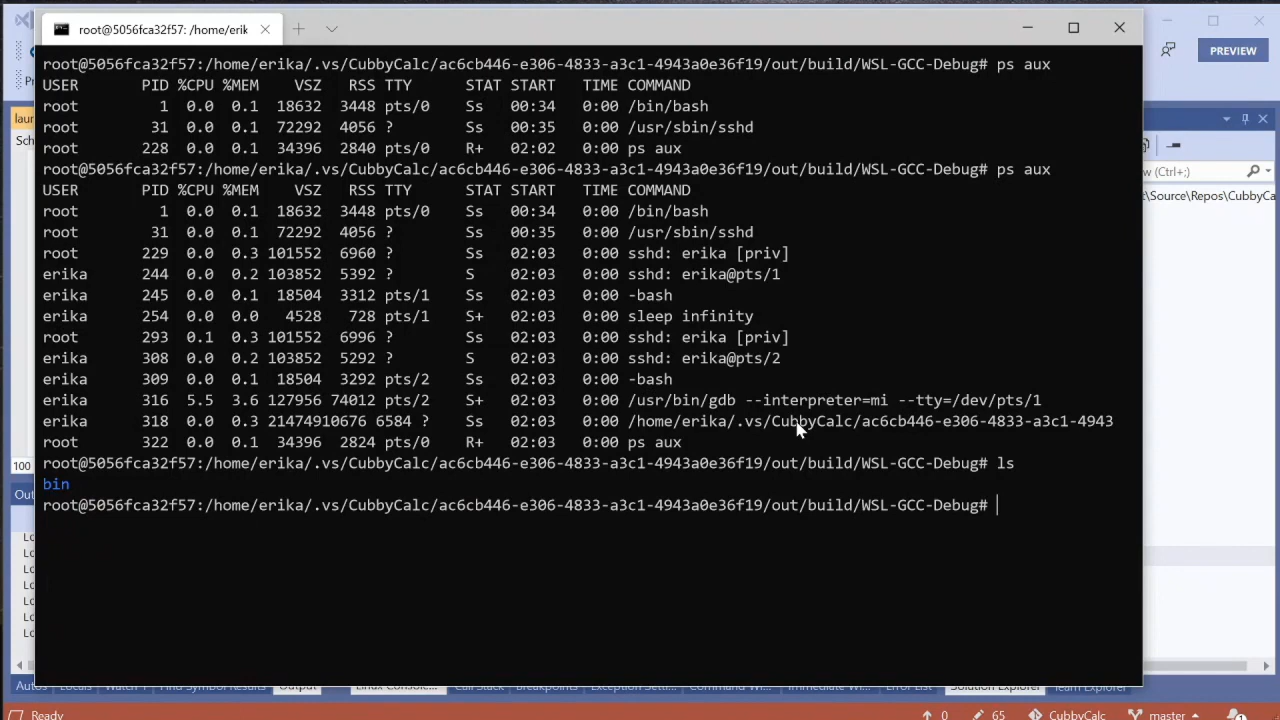 root@5056fca32f57: /home/erik
PREVIEW
root@5056fca32f57:/home/erika/.vs/CubbyCalc/ac6cb446-e306-4833-a3c1-4943a0e36f19/out/build/WSL-GCC-Debug# ps aux
USER PID %CPU %MEM VSZ RSS TTY STAT START TIME COMMAND
root 1 0.0 0.1 18632 3448 pts/0 Ss 00:34 0:00 /bin/bash
root 31 0.0 0.1 72292 4056 ? Ss 00:35 0:00 /usr/sbin/sshd
root 228 0.0 0.1 34396 2840 pts/0 R+ 02:02 0:00 ps aux
root@5056fca32f57:/home/erika/.vs/CubbyCalc/ac6cb446-e306-4833-a3c1-4943a0e36f19/out/build/WSL-GCC-Debug# ps aux
USER PID %CPU %MEM VSZ RSS TTY STAT START TIME COMMAND
root 1 0.0 0.1 18632 3448 pts/0 Ss 00:34 0:00 /bin/bash
root 31 0.0 0.1 72292 4056 ? Ss 00:35 0:00 /usr/sbin/sshd
root 229 0.0 0.3 101552 6960 ? Ss 02:03 0:00 sshd: erika [priv]
erika 244 0.0 0.2 103852 5392 ? S 02:03 0:00 sshd: erika@pts/1
erika 245 0.0 0.1 18504 3312 pts/1 Ss 02:03 0:00 -bash
erika 254 0.0 0.0 4528 728 pts/1 S+ 02:03 0:00 sleep infinity
root 293 0.1 0.3 101552 6996 ? Ss 02:03 0:00 sshd: erika [priv]
erika 308 0.0 0.2 103852 5292 ? S 02:03 0:00 sshd: erika@pts/2
erika 309 0.0 0.1 18504 3292 pts/2 Ss 02:03 0:00 -bash
erika 316 5.5 3.6 127956 74012 pts/2 S+ 02:03 0:00 /usr/bin/gdb --interpreter=mi --tty=/dev/pts/1
erika 318 0.0 0.3 21474910676 6584 ? Ss 02:03 0:00 /home/erika/.vs/CubbyCalc/ac6cb446-e306-4833-a3c1-4943
root 322 0.0 0.1 34396 2824 pts/0 R+ 02:03 0:00 ps aux
root@5056fca32f57:/home/erika/.vs/CubbyCalc/ac6cb446-e306-4833-a3c1-4943a0e36f19/out/build/WSL-GCC-Debug# ls
bin
root@5056fca32f57:/home/erika/.vs/CubbyCalc/ac6cb446-e306-4833-a3c1-4943a0e36f19/out/build/WSL-GCC-Debug#
laun
Sch
w (Ctrl+;)
t\Source\Repos\CubbyCa
100
Out
Lo
Lo
Lo
Lo
Lo
Lo
Lo
Ready
0 65 CubbyCalc master